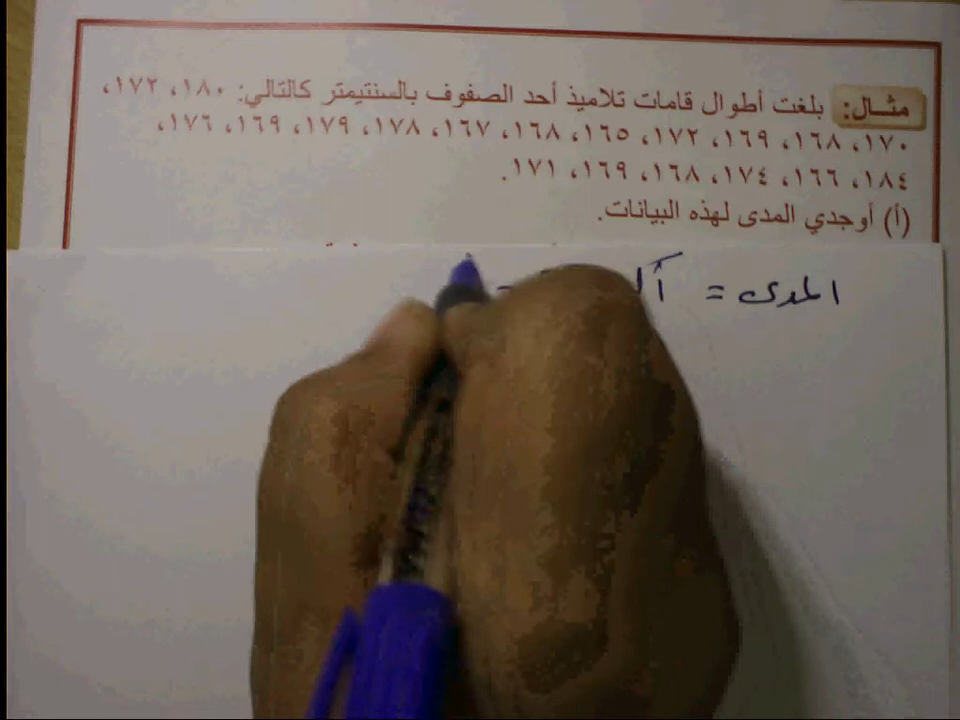 مثال: بلغت أطوال قامات تلاميذ أحد الصفوف بالسنتيمتر كالتالي: ١٨٠، ١٧٢،
١٧٠، ١٦٨، ١٦٩، ١٧٢، ١٦٥، ١٦٨، ١٦٧، ١٧٨، ١٧٩، ١٦٩، ١٧٦،
١٨٤، ١٦٦، ١٧٤، ١٦٨، ١٦٩، ١٧١.
(أ) أوجدي المدى لهذه البيانات.
المدى =